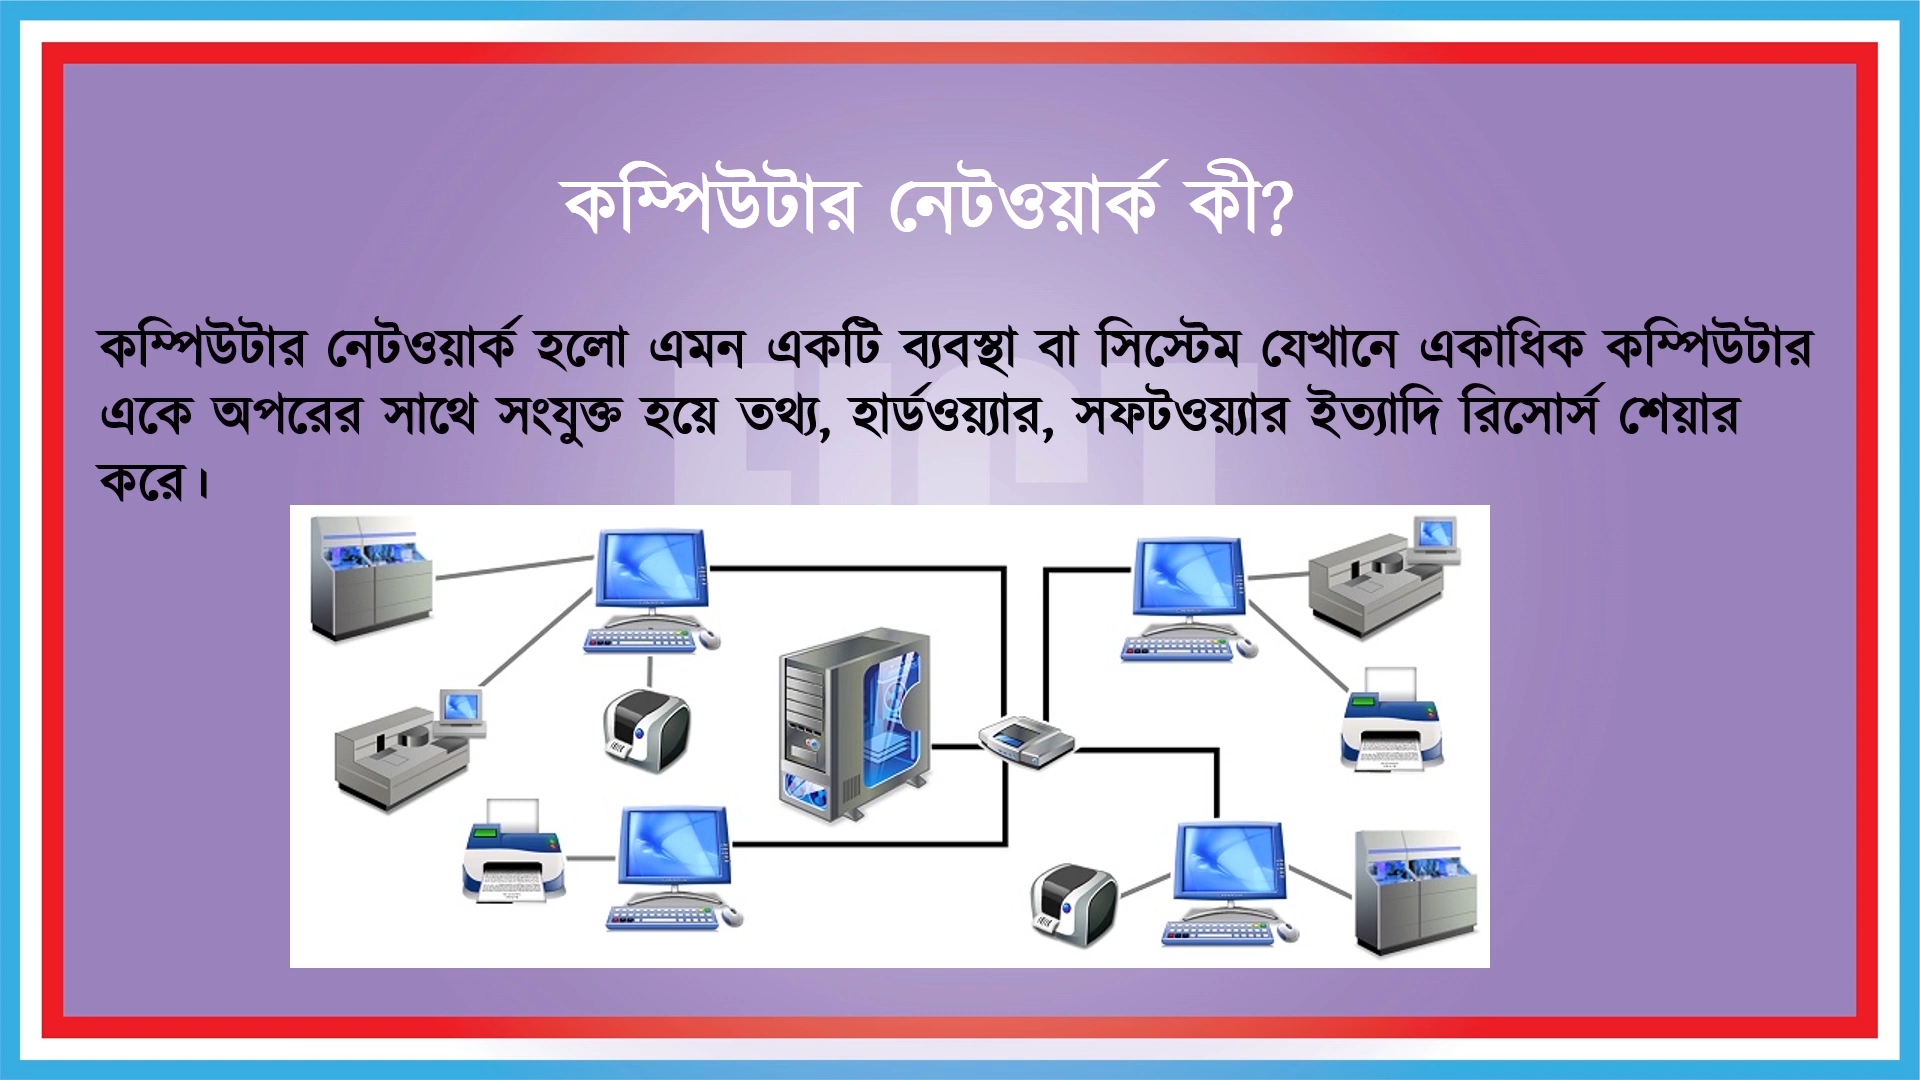 কম্পিউটার নেটওয়ার্ক কী?
কম্পিউটার নেটওয়ার্ক হলো এমন একটি ব্যবস্থা বা সিস্টেম যেখানে একাধিক কম্পিউটার
একে অপরের সাথে সংযুক্ত হয়ে তথ্য, হার্ডওয়্যার, সফটওয়্যার ইত্যাদি রিসোর্স শেয়ার
করে।